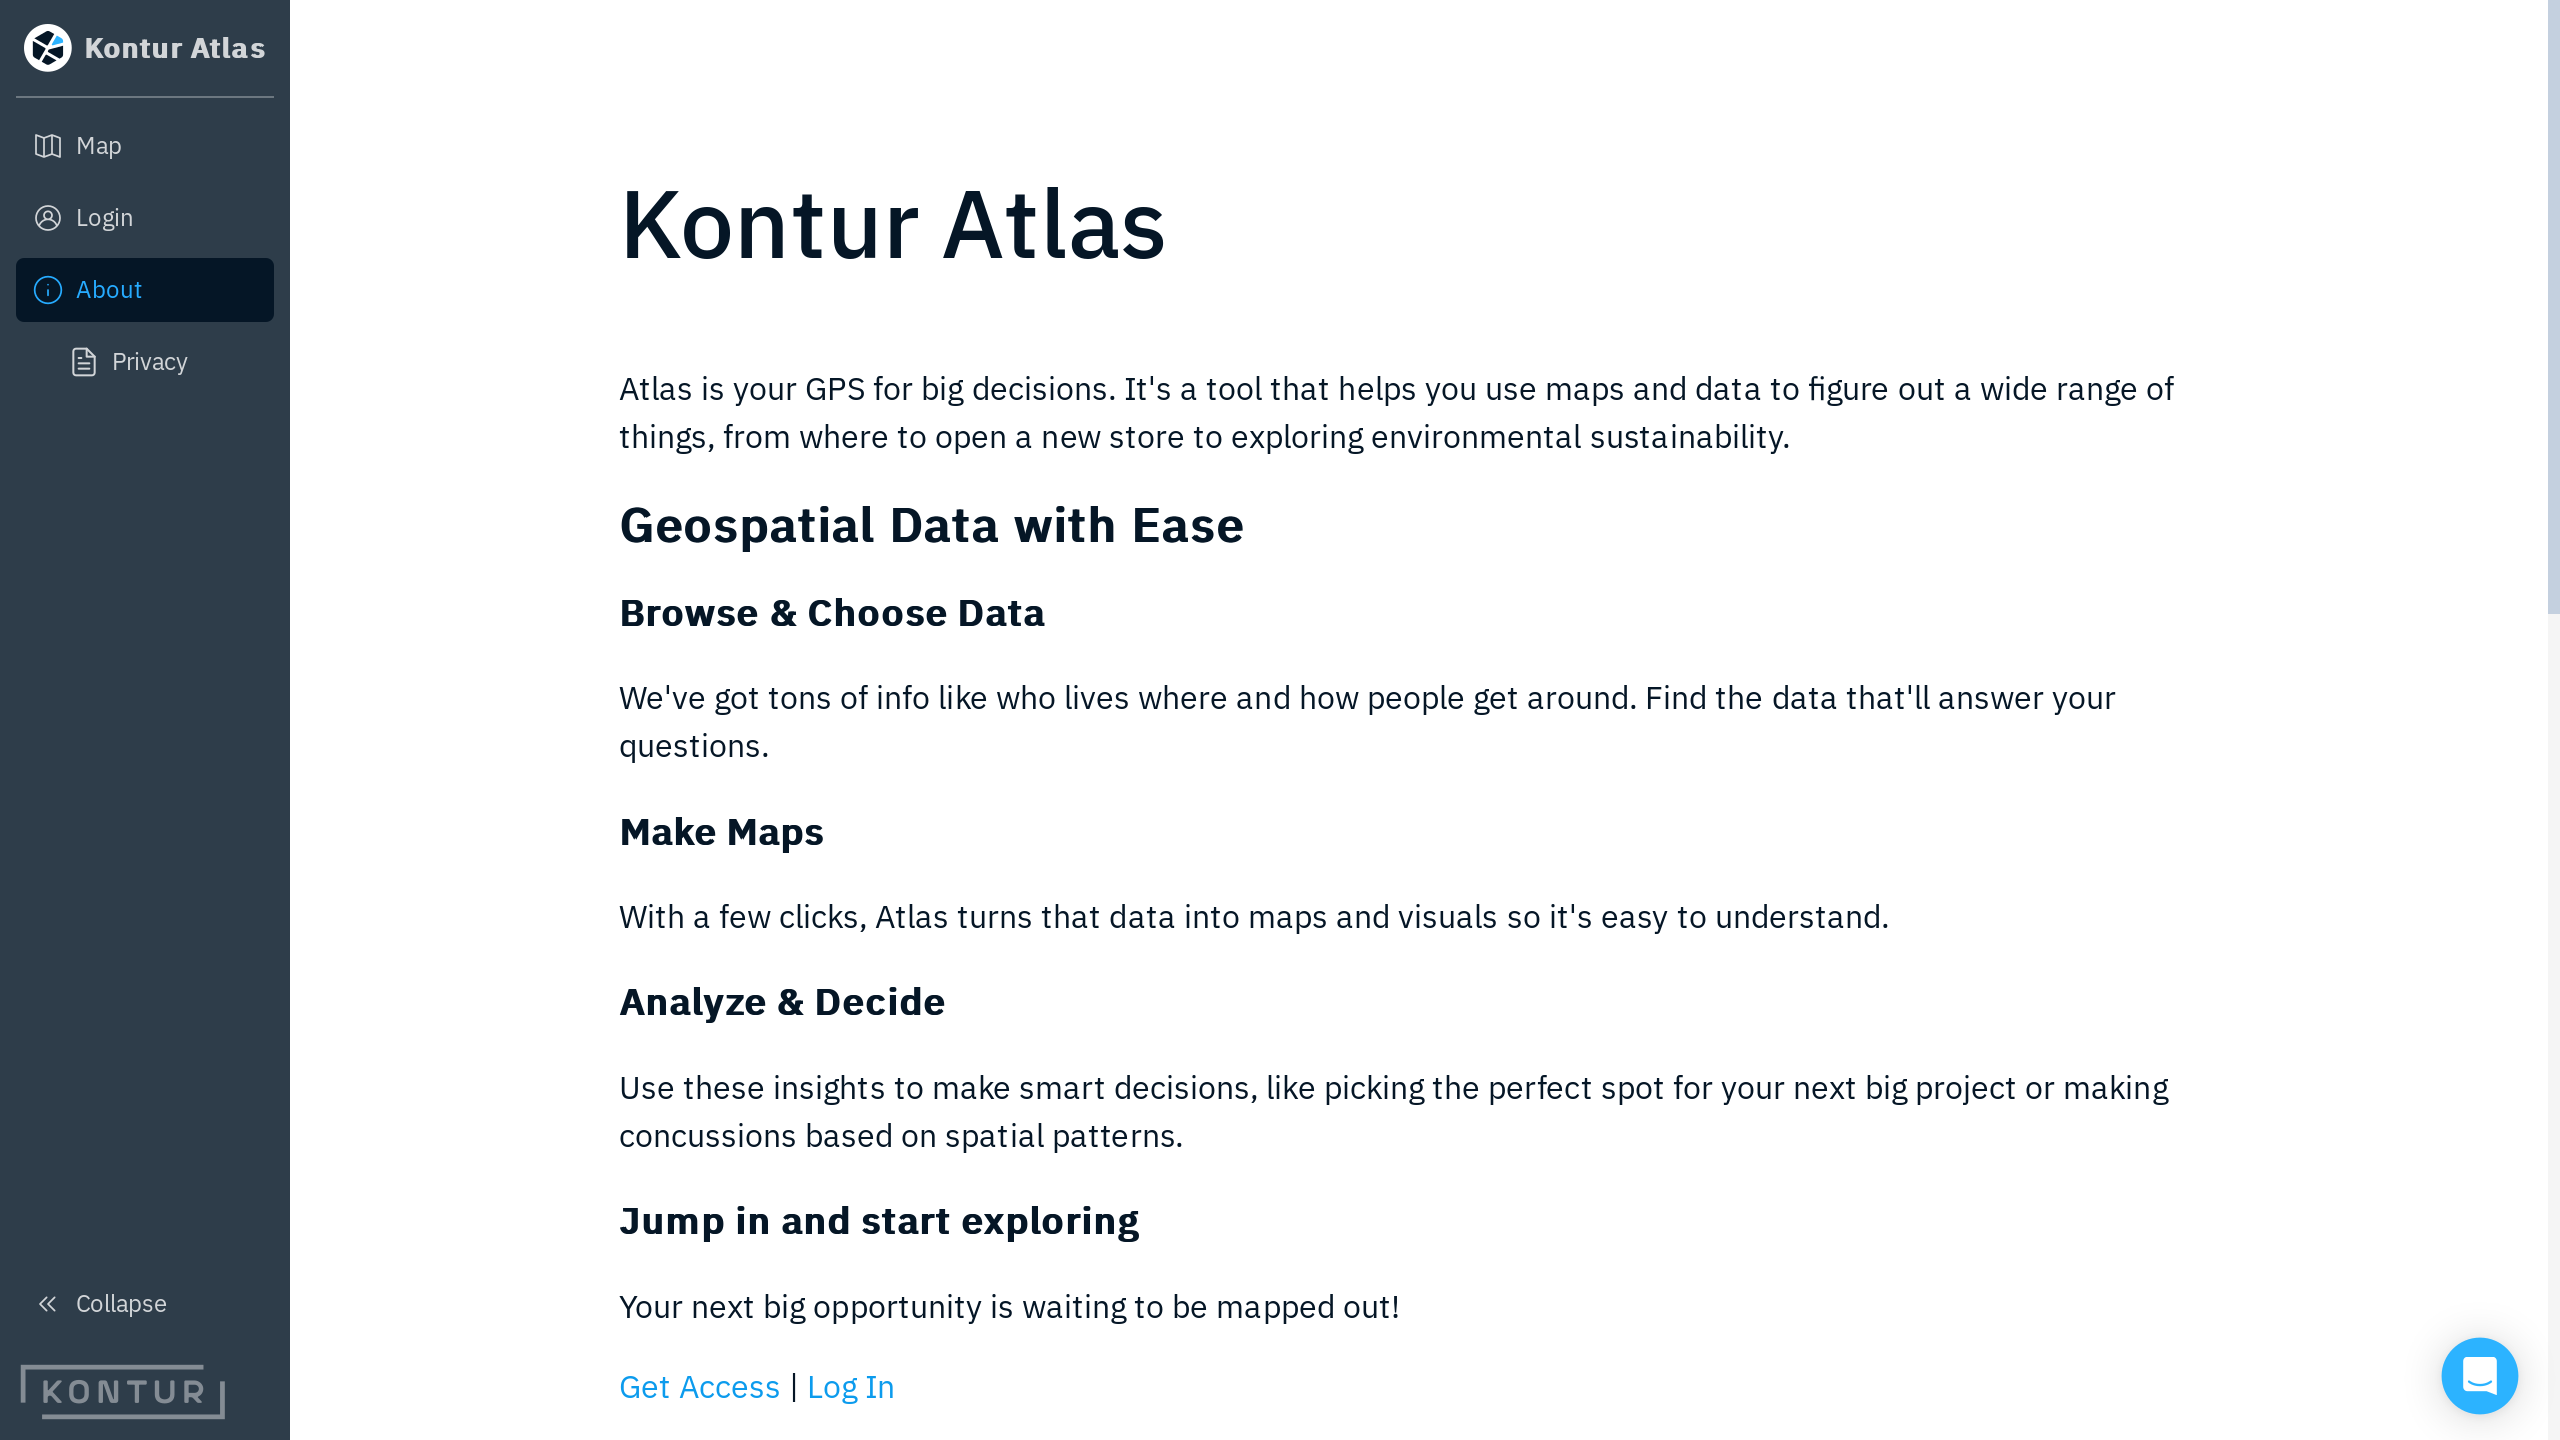 Kontur Atlas
Map
Login
About
Privacy
Collapse
KONTUR
Kontur Atlas
Atlas is your GPS for big decisions. It's a tool that helps you use maps and data to figure out a wide range of
things, from where to open a new store to exploring environmental sustainability.
Geospatial Data with Ease
Browse & Choose Data
We've got tons of info like who lives where and how people get around. Find the data that'll answer your
questions.
Make Maps
With a few clicks, Atlas turns that data into maps and visuals so it's easy to understand.
Analyze & Decide
Use these insights to make smart decisions, like picking the perfect spot for your next big project or making
concussions based on spatial patterns.
Jump in and start exploring
Your next big opportunity is waiting to be mapped out!
Get Access | Log In